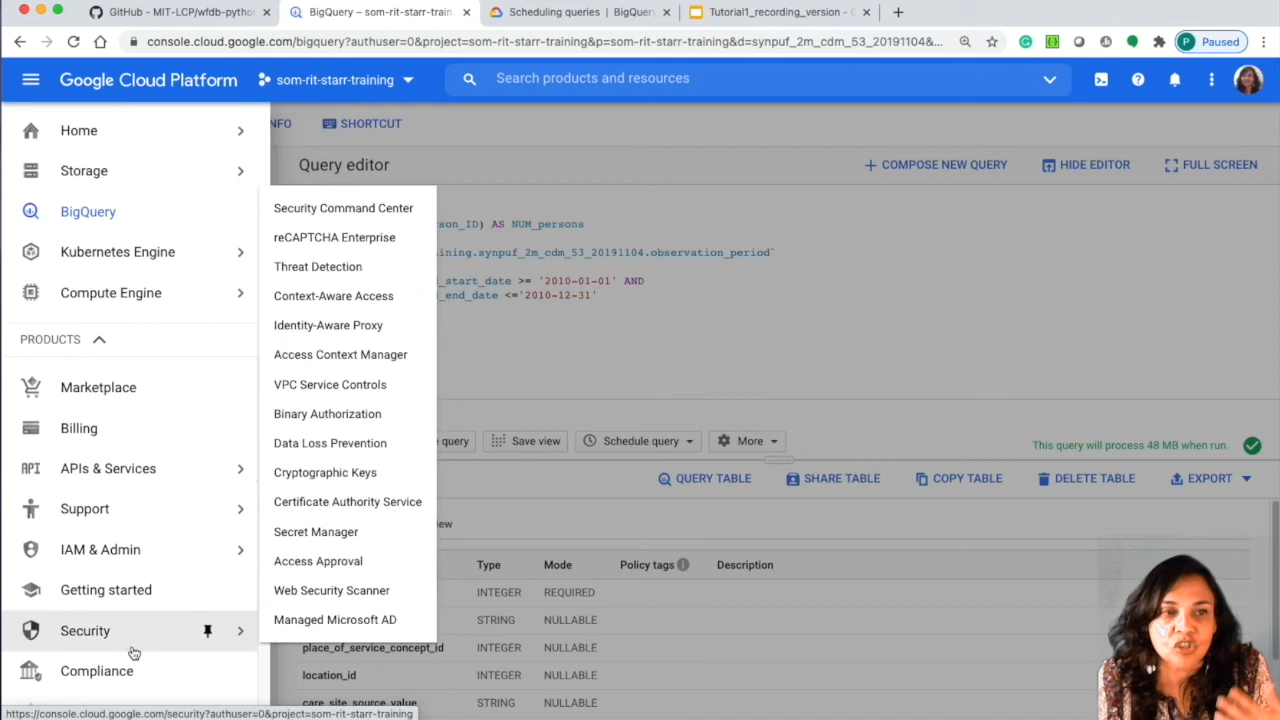 GitHub - MIT-LCP/wfdb-pytho
BigQuery – som-rit-starr-train
Scheduling queries | BigQuery
Tutorial1_recording_version -
console.cloud.google.com/bigquery?authuser=0&project=som-rit-starr-training&p=som-rit-starr-training&d=synpuf_2m_cdm_53_20191104&...
P Paused
Google Cloud Platform
som-rit-starr-training
Search products and resources
Home
Storage
BigQuery
Kubernetes Engine
Compute Engine
PRODUCTS
Marketplace
Billing
API APIs & Services
Support
IAM & Admin
Getting started
Security
Compliance
Security Command Center
reCAPTCHA Enterprise
Threat Detection
Context-Aware Access
Identity-Aware Proxy
Access Context Manager
VPC Service Controls
Binary Authorization
Data Loss Prevention
Cryptographic Keys
Certificate Authority Service
Secret Manager
Access Approval
Web Security Scanner
Managed Microsoft AD
NFO
SHORTCUT
Query editor
COMPOSE NEW QUERY
HIDE EDITOR
FULL SCREEN
son_ID) AS NUM_persons
ning.synpuf_2m_cdm_53_20191104.observation_period`
d_start_date >= '2010-01-01' AND
d_end_date <='2010-12-31'
query
Save view
Schedule query
More
This query will process 48 MB when run.
QUERY TABLE
SHARE TABLE
COPY TABLE
DELETE TABLE
EXPORT
ew
Type Mode Policy tags Description
INTEGER REQUIRED
STRING NULLABLE
place_of_service_concept_id INTEGER NULLABLE
location_id INTEGER NULLABLE
care_site_source_value STRING NULLABLE
https://console.cloud.google.com/security?authuser=0&project=som-rit-starr-training